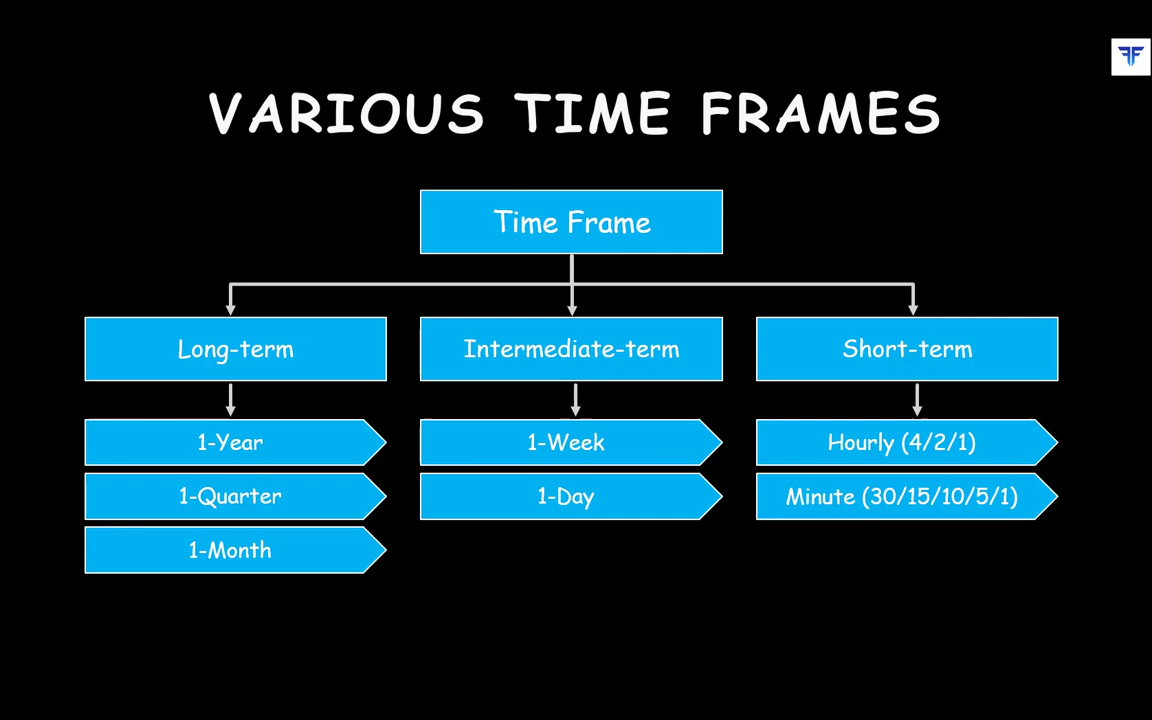 VARIOUS TIME FRAMES
Time Frame
Long-term
Intermediate-term
Short-term
1-Year
1-Week
Hourly (4/2/1)
1-Quarter
1-Day
Minute (30/15/10/5/1)
1-Month